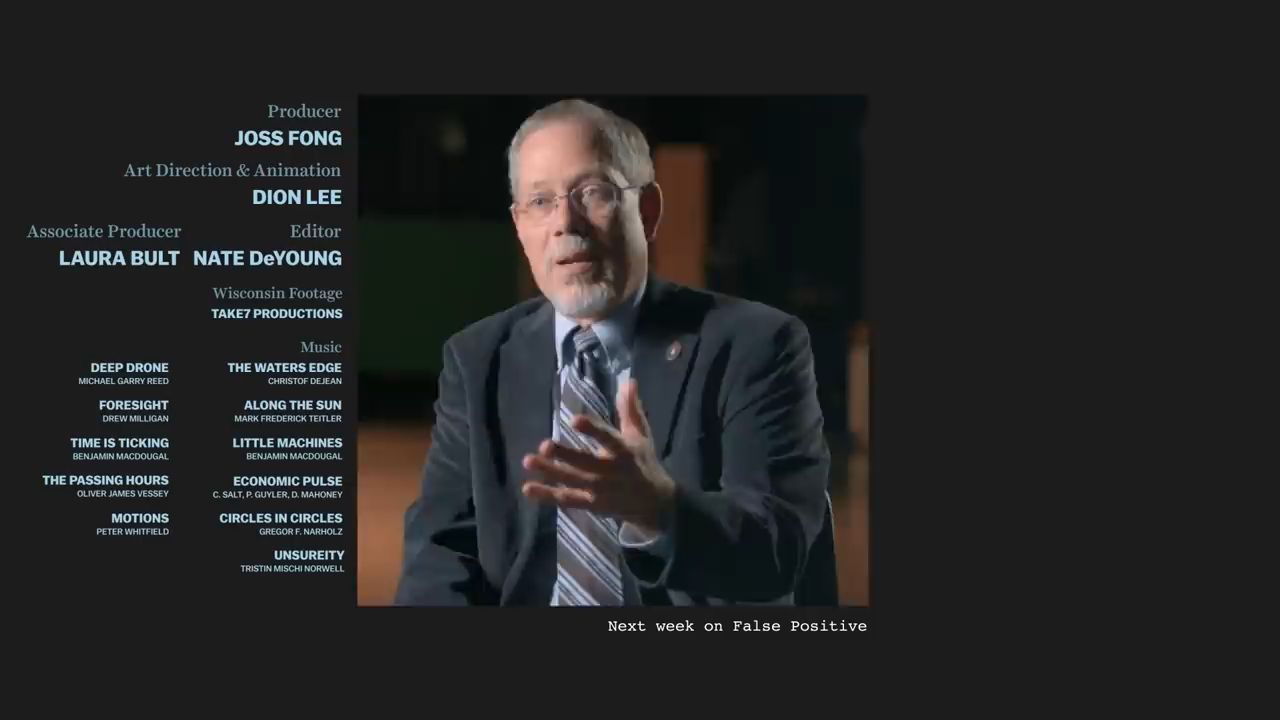 Producer
JOSS FONG
Art Direction & Animation
DION LEE
Associate Producer
LAURA BULT
Editor
NATE DeYOUNG
Wisconsin Footage
TAKE7 PRODUCTIONS
Music
DEEP DRONE
MICHAEL GARRY REED
THE WATERS EDGE
CHRISTOF DEJEAN
FORESIGHT
DREW MILLIGAN
ALONG THE SUN
MARK FREDERICK TEITLER
TIME IS TICKING
BENJAMIN MACDOUGAL
LITTLE MACHINES
BENJAMIN MACDOUGAL
THE PASSING HOURS
OLIVER JAMES VESSEY
ECONOMIC PULSE
C. SALT, P. GUYLER, D. MAHONEY
MOTIONS
PETER WHITFIELD
CIRCLES IN CIRCLES
GREGOR F. NARHOLZ
UNSUREITY
TRISTIN MISCHI NORWELL
Next week on False Positive